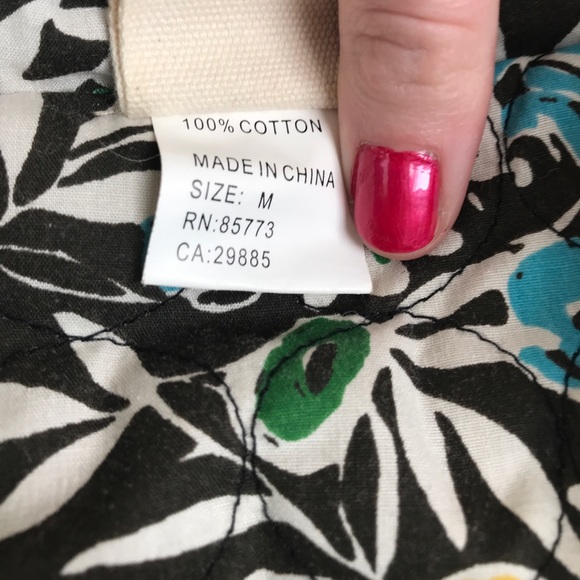 100% COTTON
MADE IN CHINA
SIZE: M
RN:85773
CA:29885